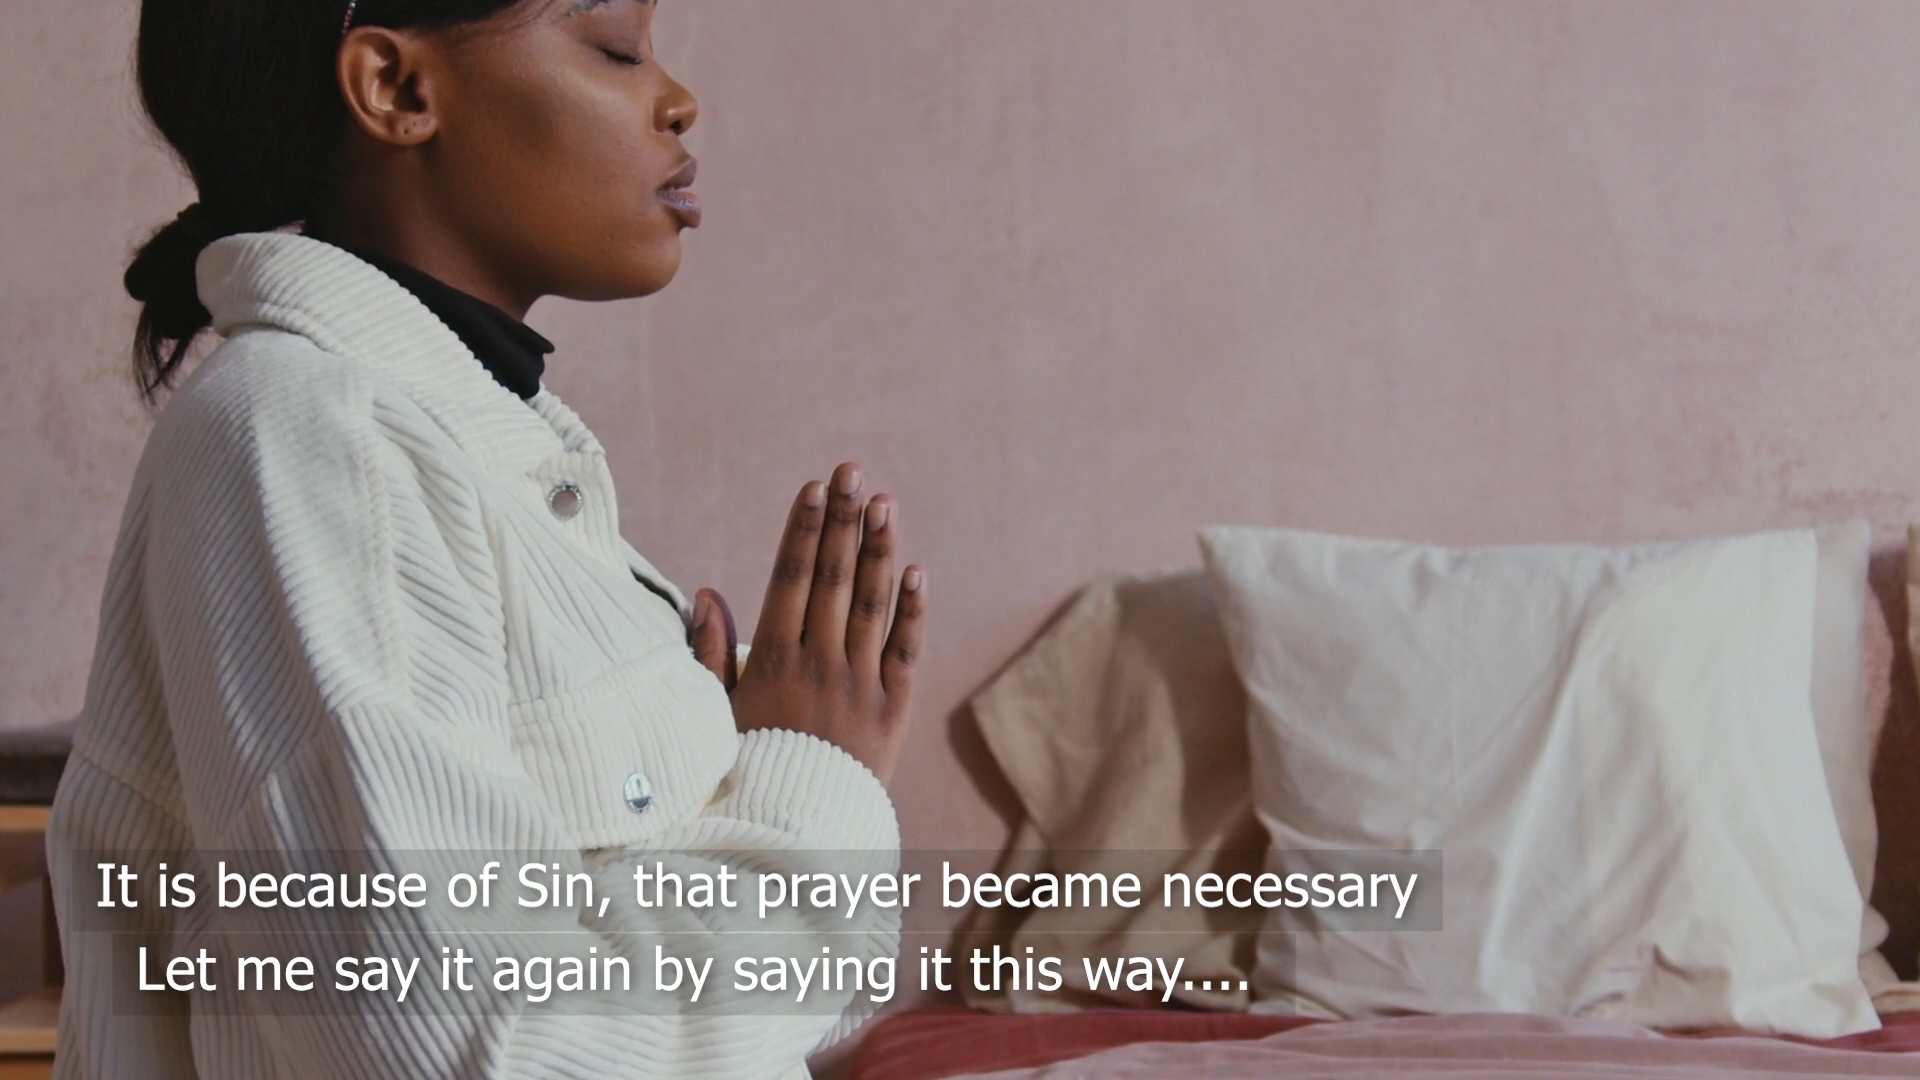 It is because of Sin, that prayer became necessary
Let me say it again by saying it this way....